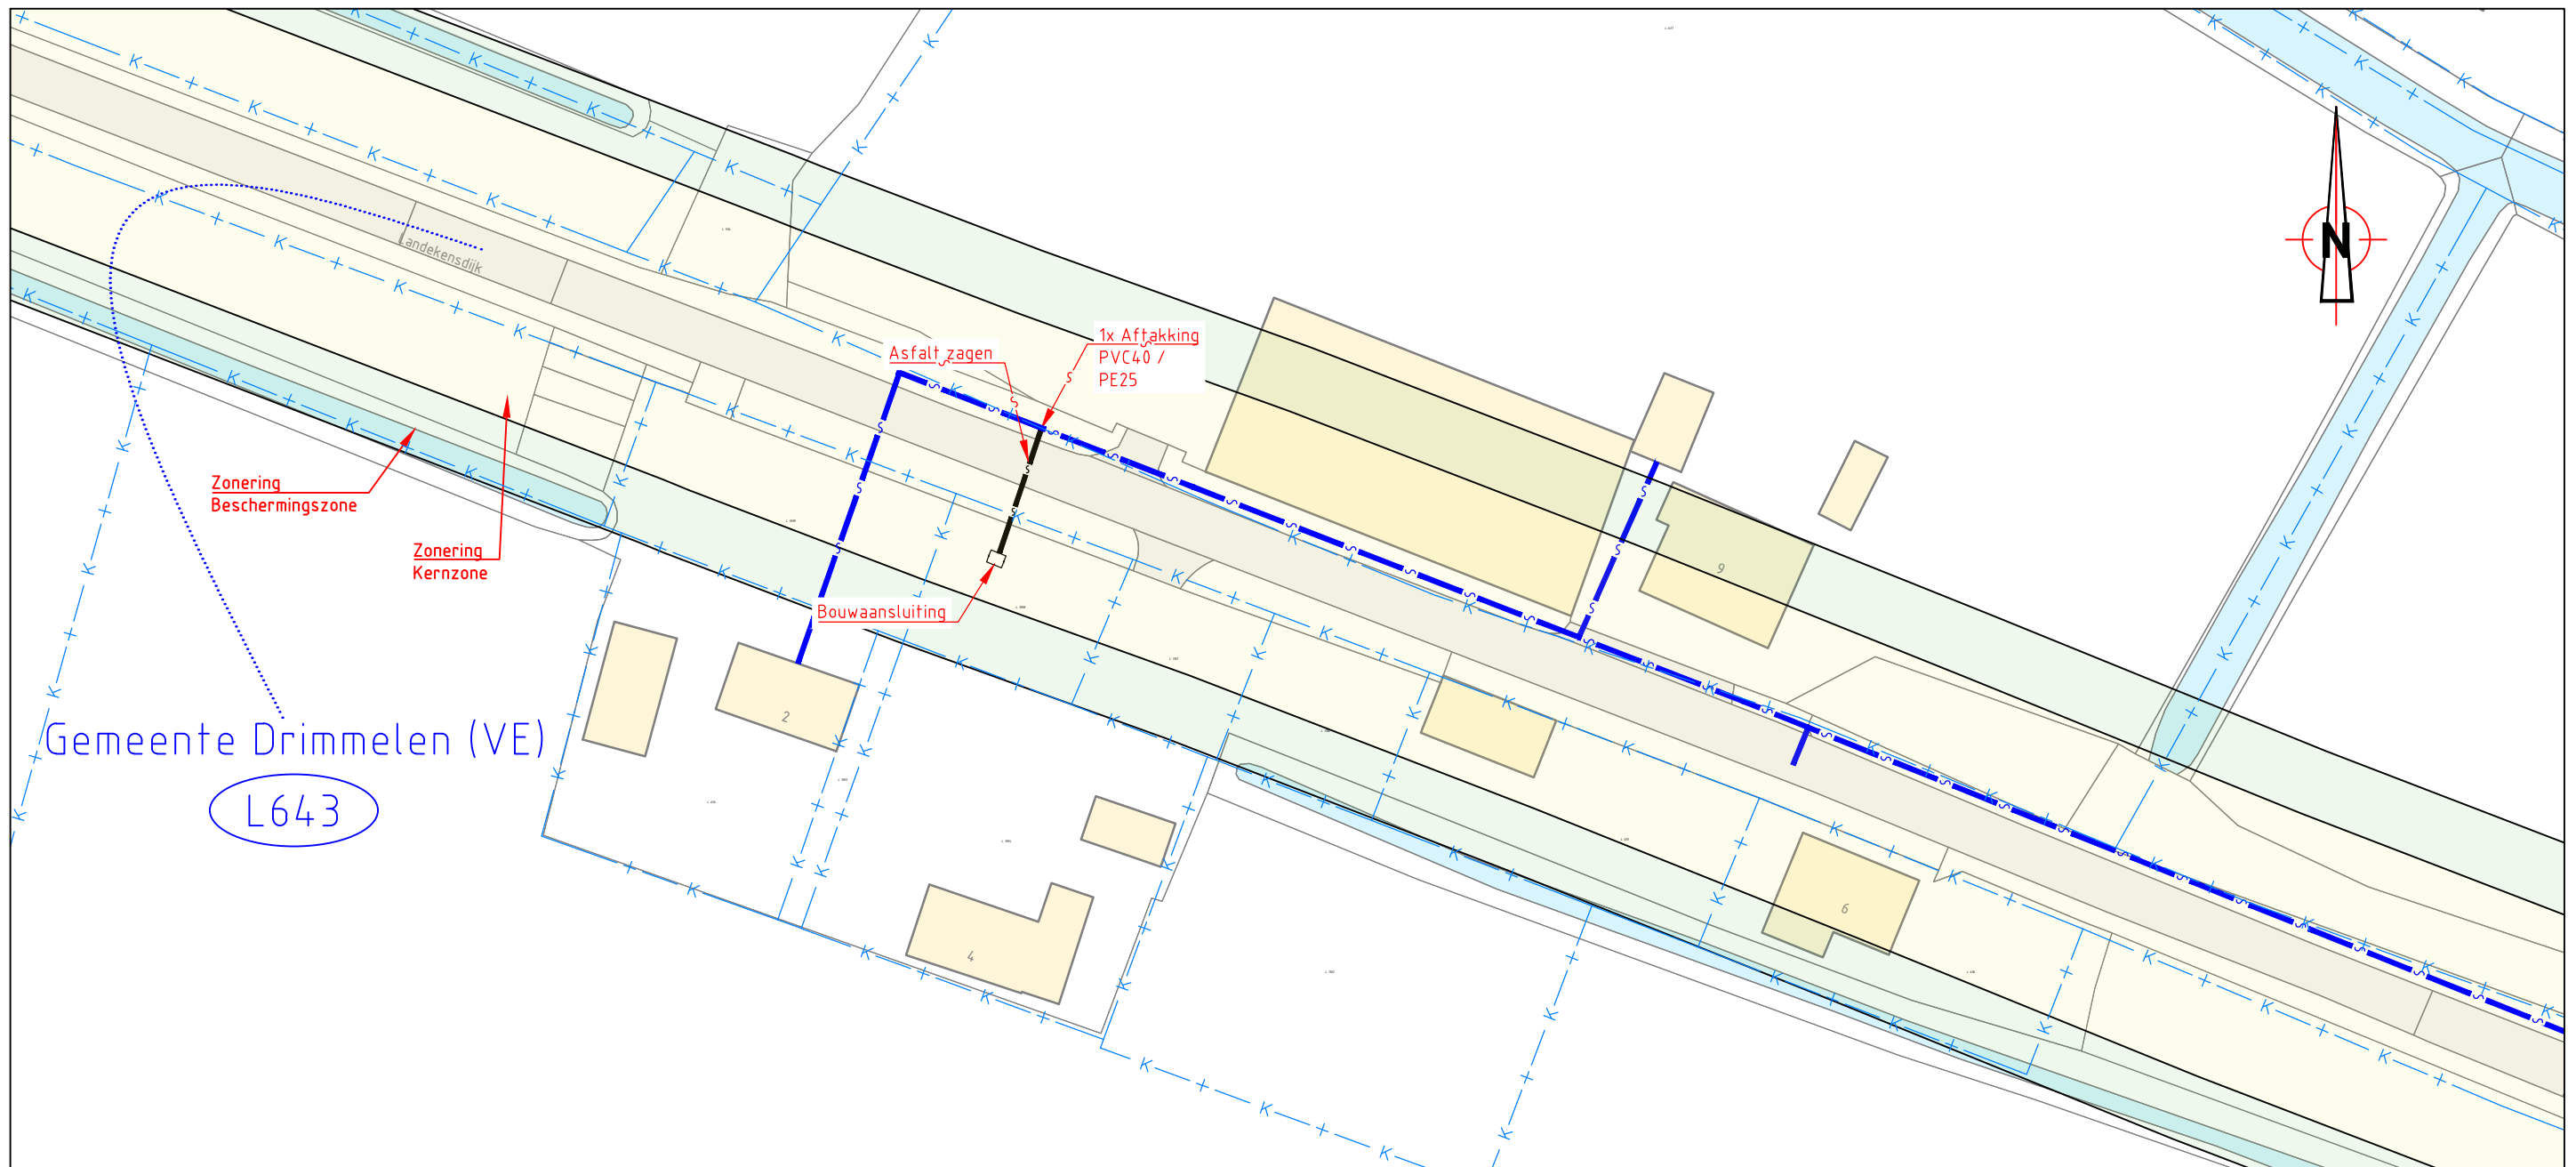 Landekensdijk
N
Asfalt zagen
1x Aftakking
PVC40 /
PE25
Zonering
Beschermingszone
Zonering
Kernzone
Bouwaansluiting
9
2
4
6
Gemeente Drimmelen (VE)
L643